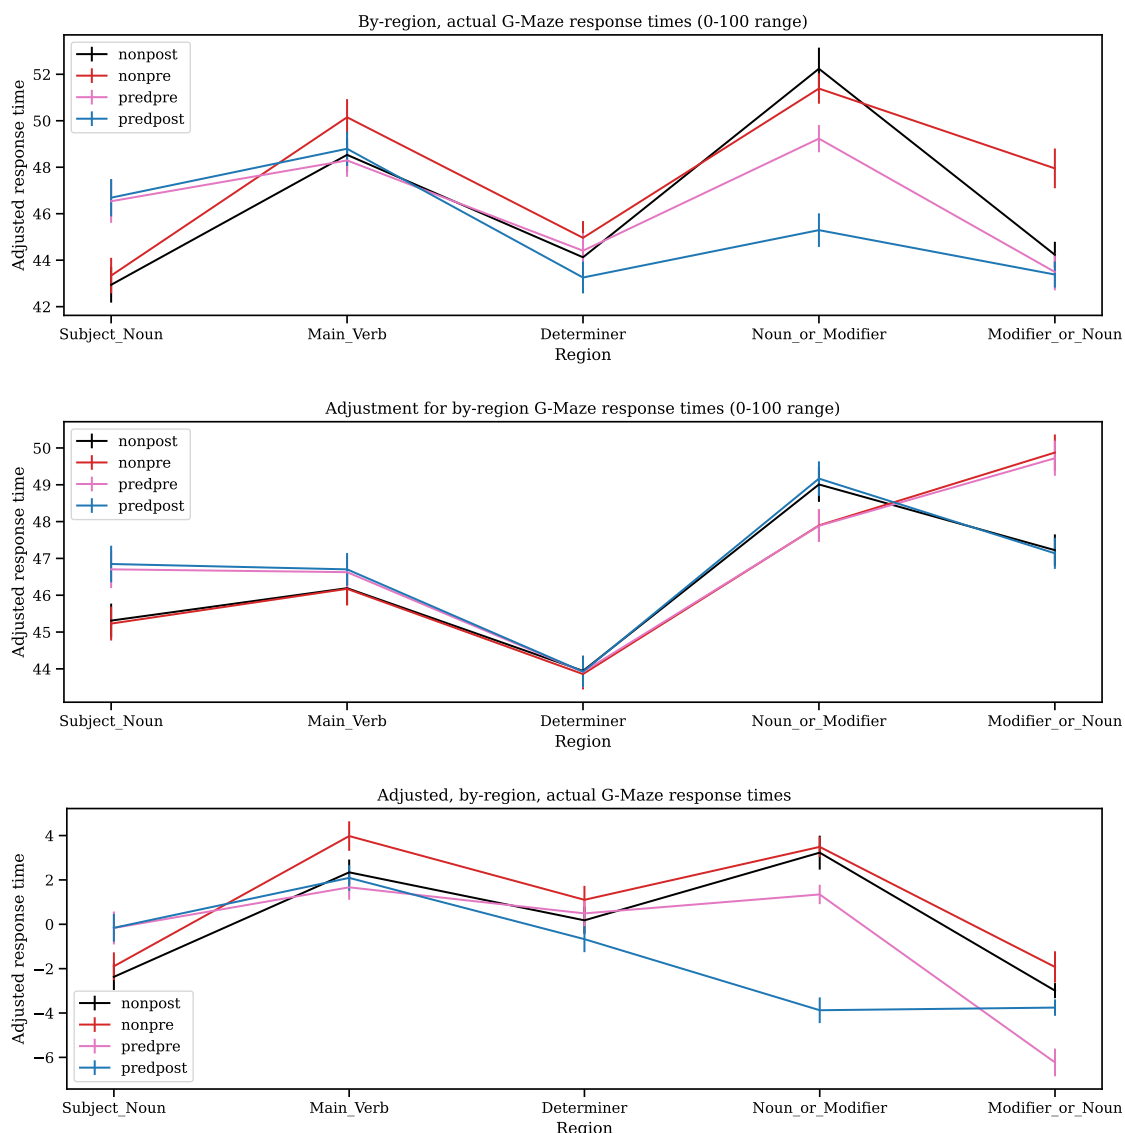 By-region, actual G-Maze response times (0-100 range)
nonpost
nonpre
predpre
predpost
Adjusted response time
52
50
48
46
44
42
Subject_Noun Main_Verb Determiner Noun_or_Modifier Modifier_or_Noun
Region
Adjustment for by-region G-Maze response times (0-100 range)
nonpost
nonpre
predpre
predpost
Adjusted response time
50
49
48
47
46
45
44
Subject_Noun Main_Verb Determiner Noun_or_Modifier Modifier_or_Noun
Region
Adjusted, by-region, actual G-Maze response times
Adjusted response time
4
2
0
−2
−4
−6
nonpost
nonpre
predpre
predpost
Subject_Noun Main_Verb Determiner Noun_or_Modifier Modifier_or_Noun
Region